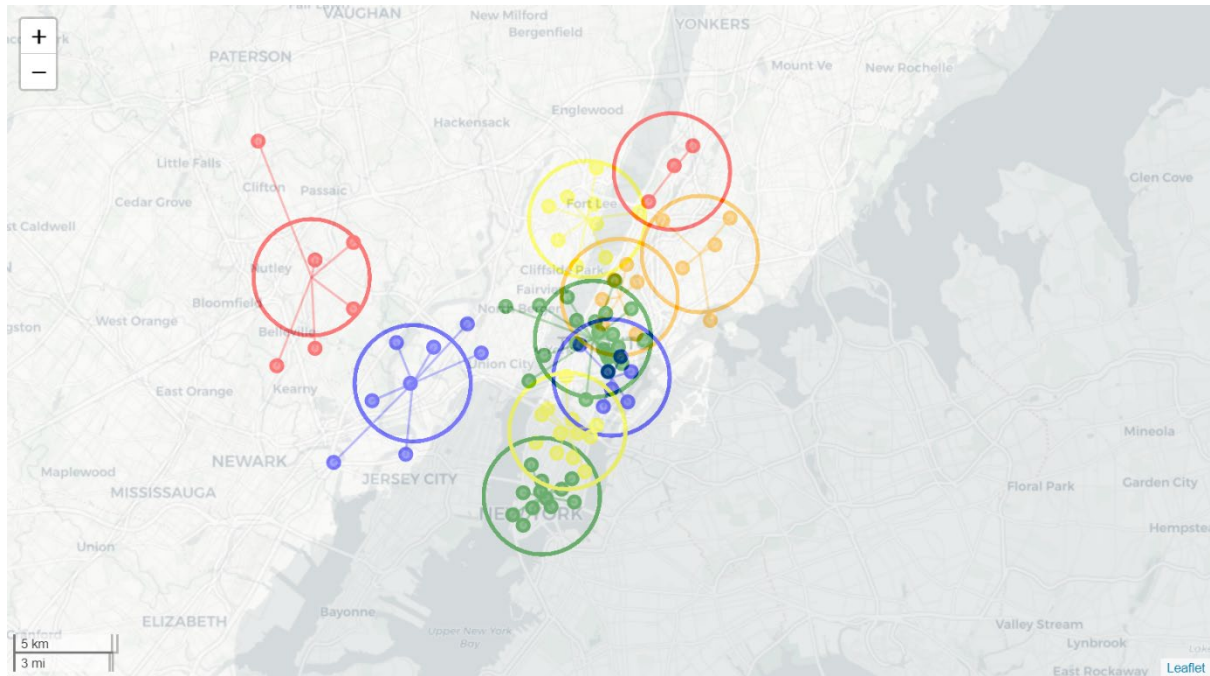 VAUGHAN
New Milford
YONKERS
Bergenfield
+
PATERSON
Mount Ve
New Rochelle
−
Englewood
Hackensack
Little Falls
Glen Cove
Clifton
Passaic
Cedar Grove
Fort Lee
st Caldwell
Nutley
Cliffside Park
Fairview
Bloomfield
North Bergen
West Orange
Belleville
Union City
East Orange
Kearny
Mineola
NEWARK
Maplewood
JERSEY CITY
Garden City
MISSISSAUGA
Floral Park
NEW YORK
Hempstead
Union
Bayonne
ELIZABETH
Valley Stream
Upper New York
Bay
5 km
Lynbrook
3 mi
East Rockaway
Leaflet